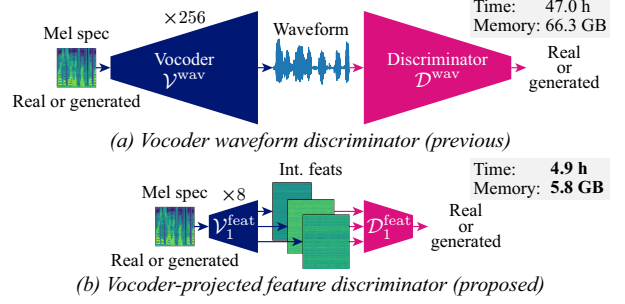 Mel spec
Real or generated
×256
Vocoder
𝒱^wav
Waveform
Discriminator
𝒟^wav
Time: 47.0 h
Memory: 66.3 GB
Real
or
generated
(a) Vocoder waveform discriminator (previous)
Mel spec
Real or generated
×8
𝒱₁^feat
Int. feats
𝒟₁^feat
Time: 4.9 h
Memory: 5.8 GB
Real
or
generated
(b) Vocoder-projected feature discriminator (proposed)